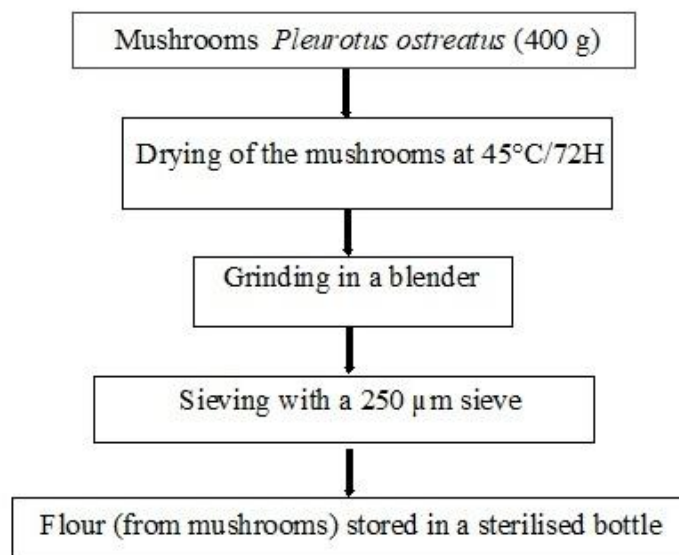 Mushrooms Pleurotus ostreatus (400 g)
Drying of the mushrooms at 45°C/72H
Grinding in a blender
Sieving with a 250 µm sieve
Flour (from mushrooms) stored in a sterilised bottle